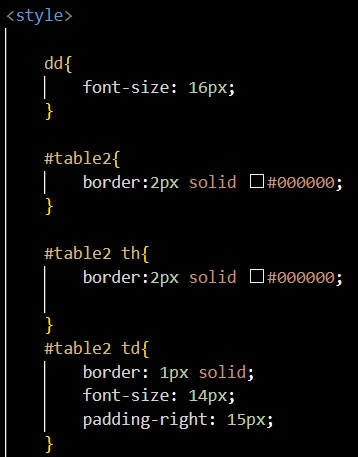 <style>
dd{
font-size: 16px;
}
#table2{
border:2px solid #000000;
}
#table2 th{
border:2px solid #000000;
}
#table2 td{
border: 1px solid;
font-size: 14px;
padding-right: 15px;
}